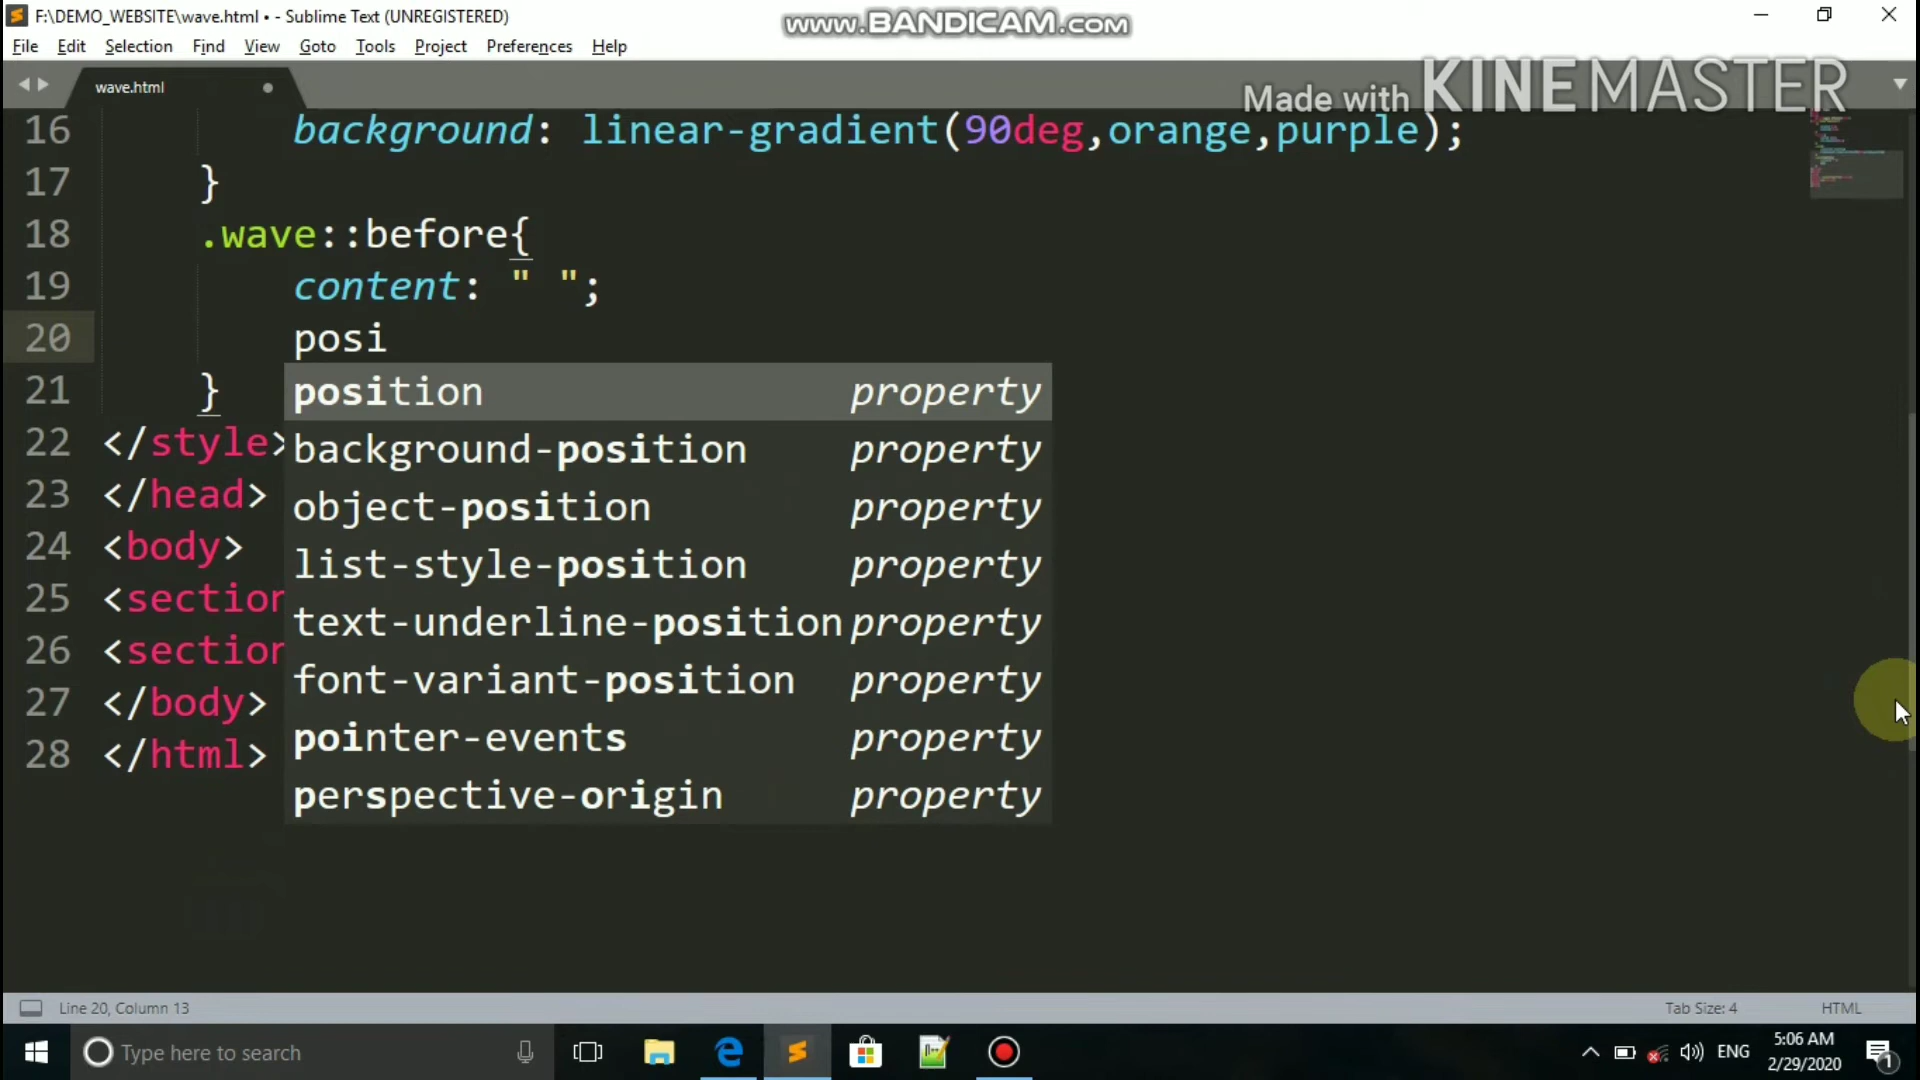 F:\DEMO_WEBSITE\wave.html • - Sublime Text (UNREGISTERED)
www.BANDICAM.com
File Edit Selection Find View Goto Tools Project Preferences Help
wave.html
Made with KINEMASTER
16 background: linear-gradient(90deg,orange,purple);
17 }
18 .wave::before{
19 content: " ";
20 posi
21 }
position property
22 </style>
background-position property
23 </head>
object-position property
24 <body>
list-style-position property
25 <section
text-underline-position property
26 <section
font-variant-position property
27 </body>
pointer-events property
28 </html>
perspective-origin property
Line 20, Column 13
Tab Size: 4
HTML
Type here to search
ENG
5:06 AM
2/29/2020
1